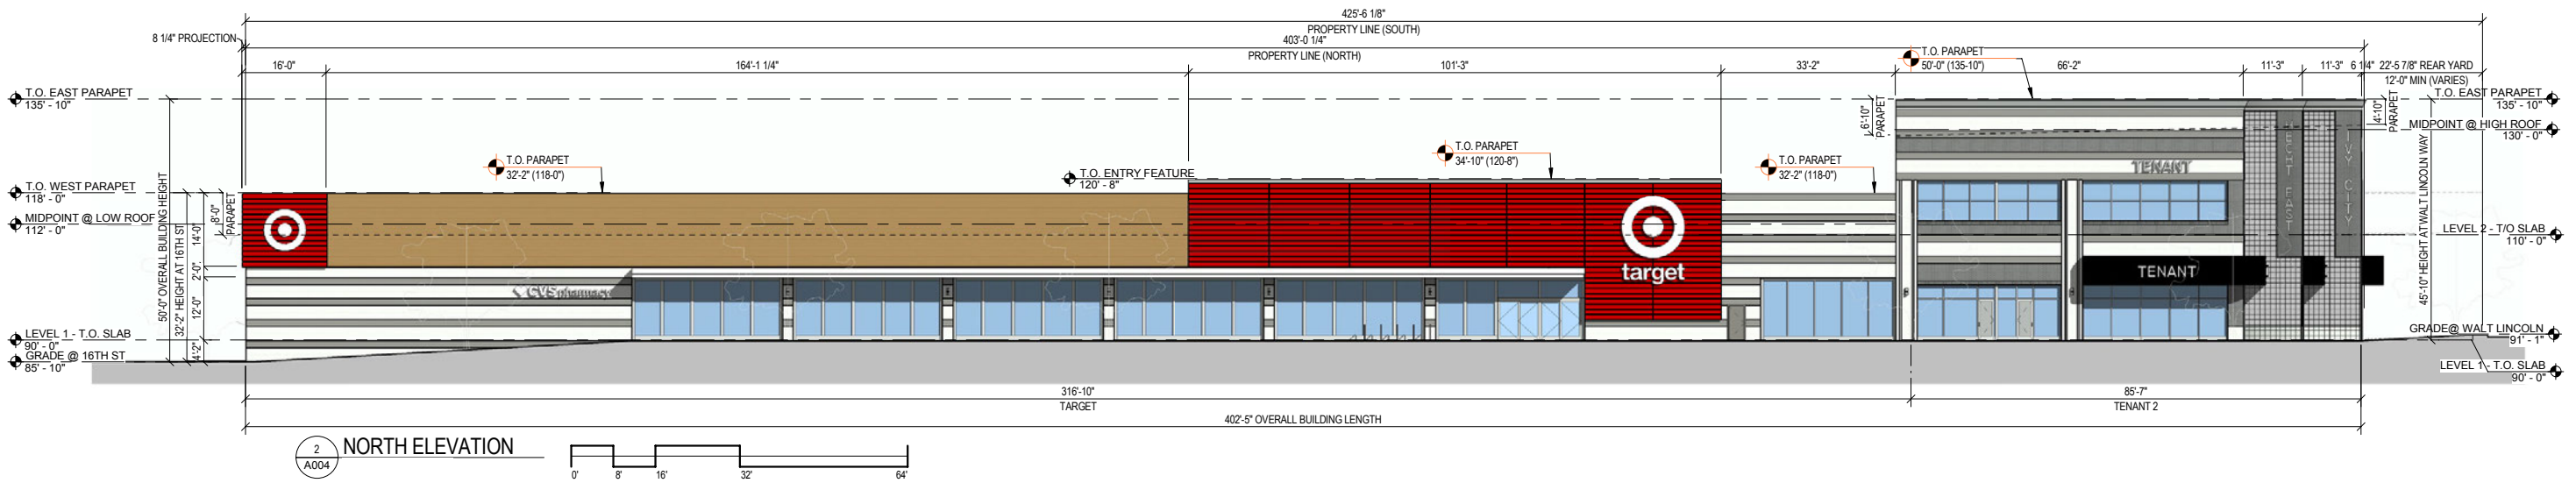 425'-6 1/8"
PROPERTY LINE (SOUTH)
8 1/4" PROJECTION
403'-0 1/4"
PROPERTY LINE (NORTH)
16'-0"
164'-1 1/4"
101'-3"
33'-2"
T.O. PARAPET
50'-0" (135-10")
66'-2"
11'-3"
11'-3"
6 1/4"
22'-5 7/8" REAR YARD
12'-0" MIN (VARIES)
T.O. EAST PARAPET
135' - 10"
T.O. EAST PARAPET
135' - 10"
6'-10"
PARAPET
4'-10"
PARAPET
MIDPOINT @ HIGH ROOF
130' - 0"
T.O. PARAPET
32'-2" (118-0")
T.O. PARAPET
34'-10" (120-8")
T.O. PARAPET
32'-2" (118-0")
T.O. ENTRY FEATURE
120' - 8"
T.O. WEST PARAPET
118' - 0"
MIDPOINT @ LOW ROOF
112' - 0"
50'-0" OVERALL BUILDING HEIGHT
32'-2" HEIGHT AT 16TH ST
14'-0"
2'-0"
12'-0"
4'-2"
8'-0"
PARAPET
TENANT
HECHT EAST
IVY CITY
45'-10" HEIGHT AT WALT LINCOLN WAY
LEVEL 2 - T/O SLAB
110' - 0"
target
TENANT
CVSpharmacy
LEVEL 1 - T.O. SLAB
90' - 0"
GRADE @ 16TH ST
85' - 10"
GRADE@ WALT LINCOLN
91' - 1"
LEVEL 1 - T.O. SLAB
90' - 0"
316'-10"
TARGET
85'-7"
TENANT 2
402'-5" OVERALL BUILDING LENGTH
2
A004
NORTH ELEVATION
0'
8'
16'
32'
64'